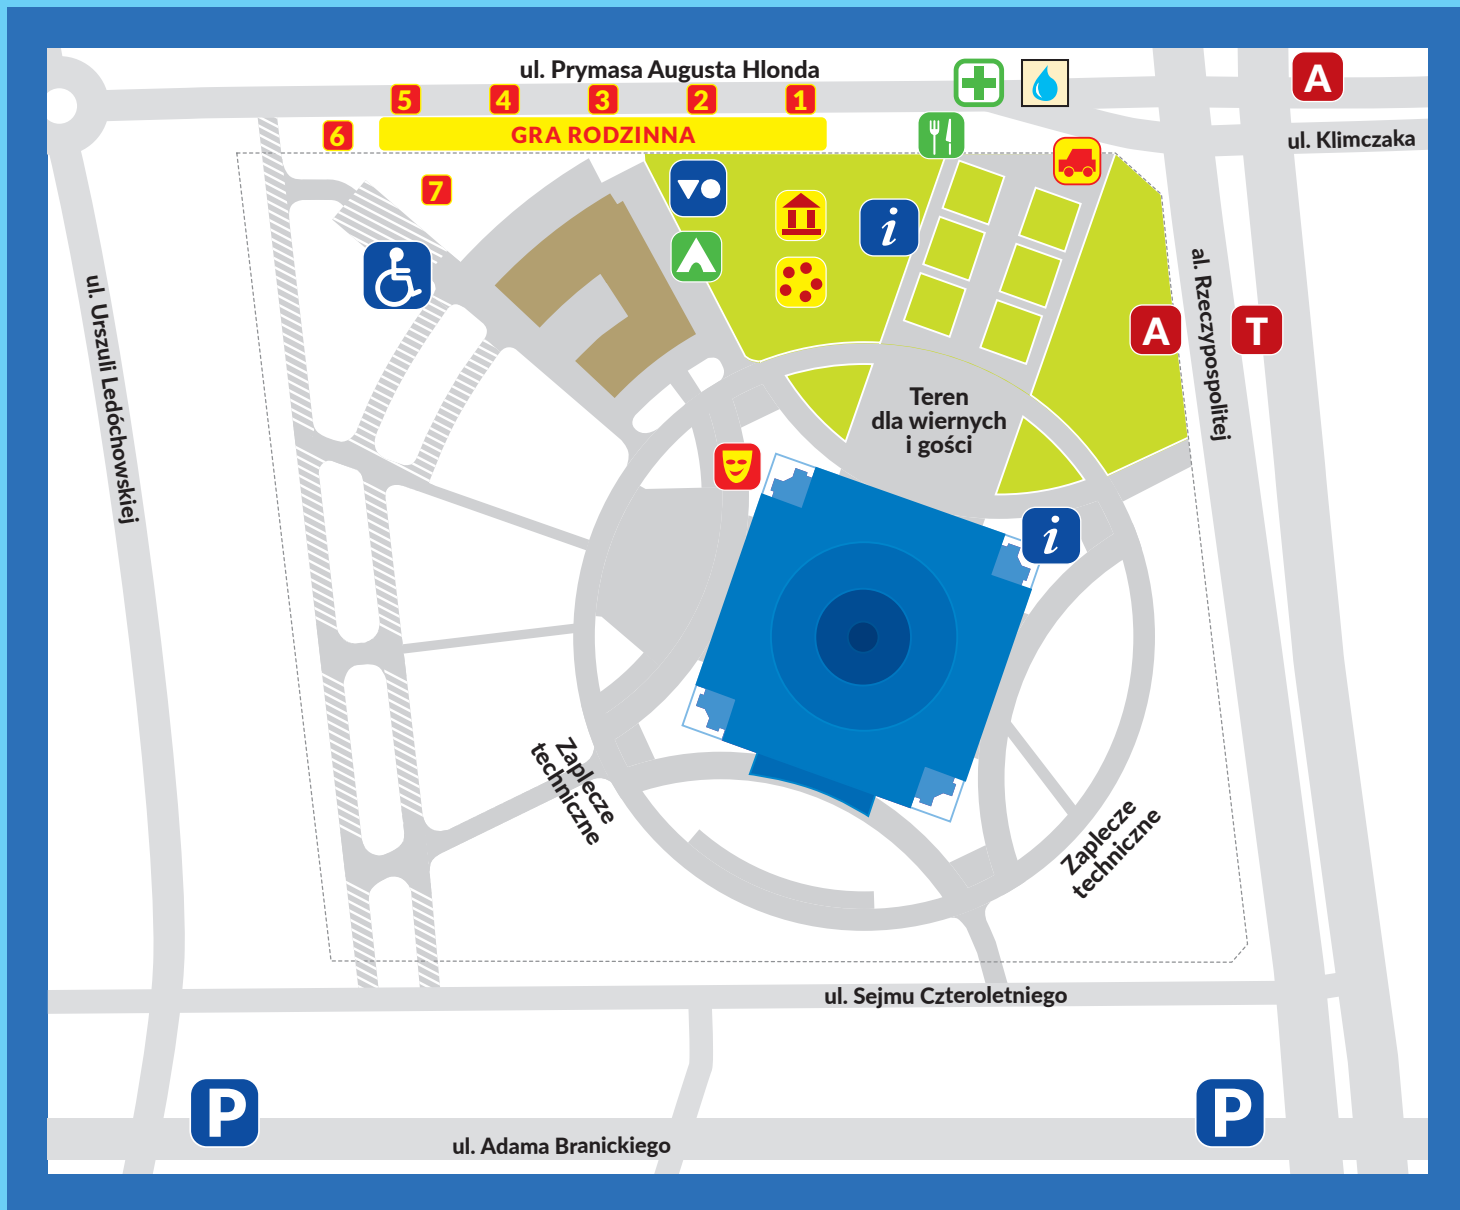 ul. Prymasa Augusta Hlonda
A
5
4
3
2
1
6
GRA RODZINNA
ul. Klimczaka
7
i
al. Rzeczypospolitej
ul. Urszuli Ledóchowskiej
A
T
Teren
dla wiernych
i gości
i
Zaplecze
techniczne
Zaplecze
techniczne
ul. Sejmu Czteroletniego
P
P
ul. Adama Branickiego